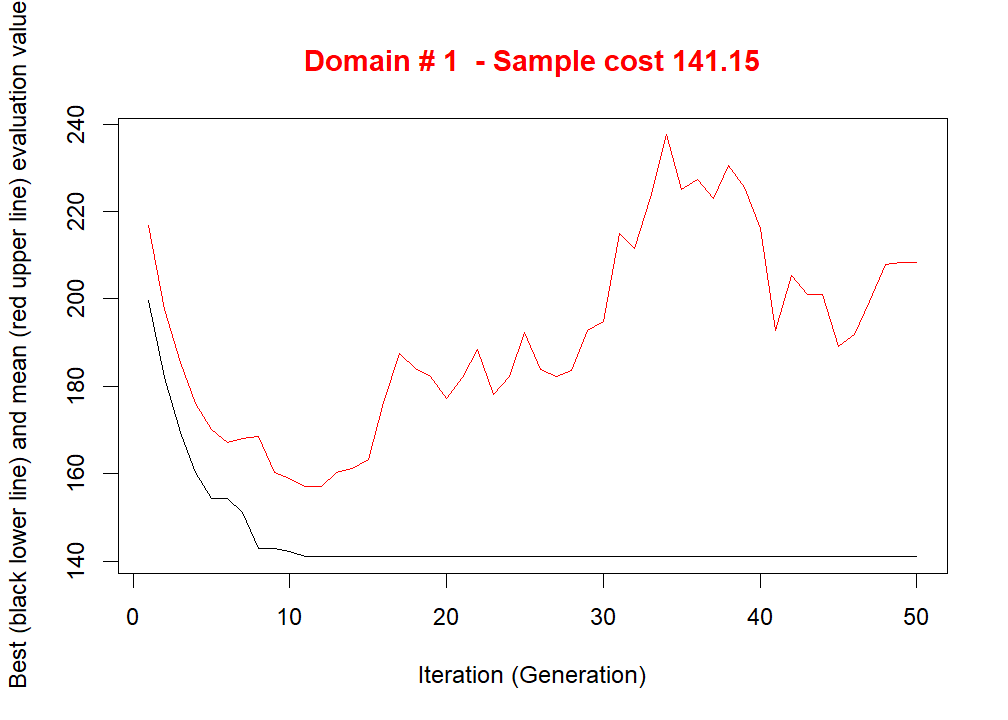 Domain # 1  - Sample cost 141.15
Best (black lower line) and mean (red upper line) evaluation value
240
220
200
180
160
140
0 10 20 30 40 50
Iteration (Generation)